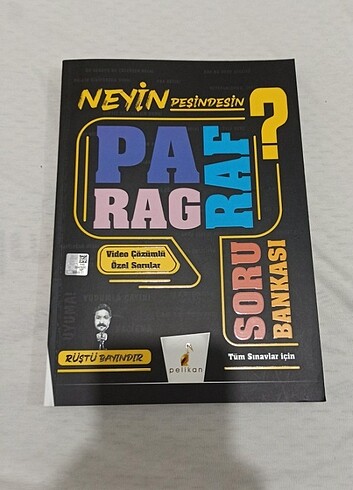 NEYİN PEŞİNDESİN
?
PA
RAG
RAF
SORU
BANKASI
Video Çözümlü
Özel Sorular
RÜŞTÜ BAYINDIR
pelikan
Tüm Sınavlar için